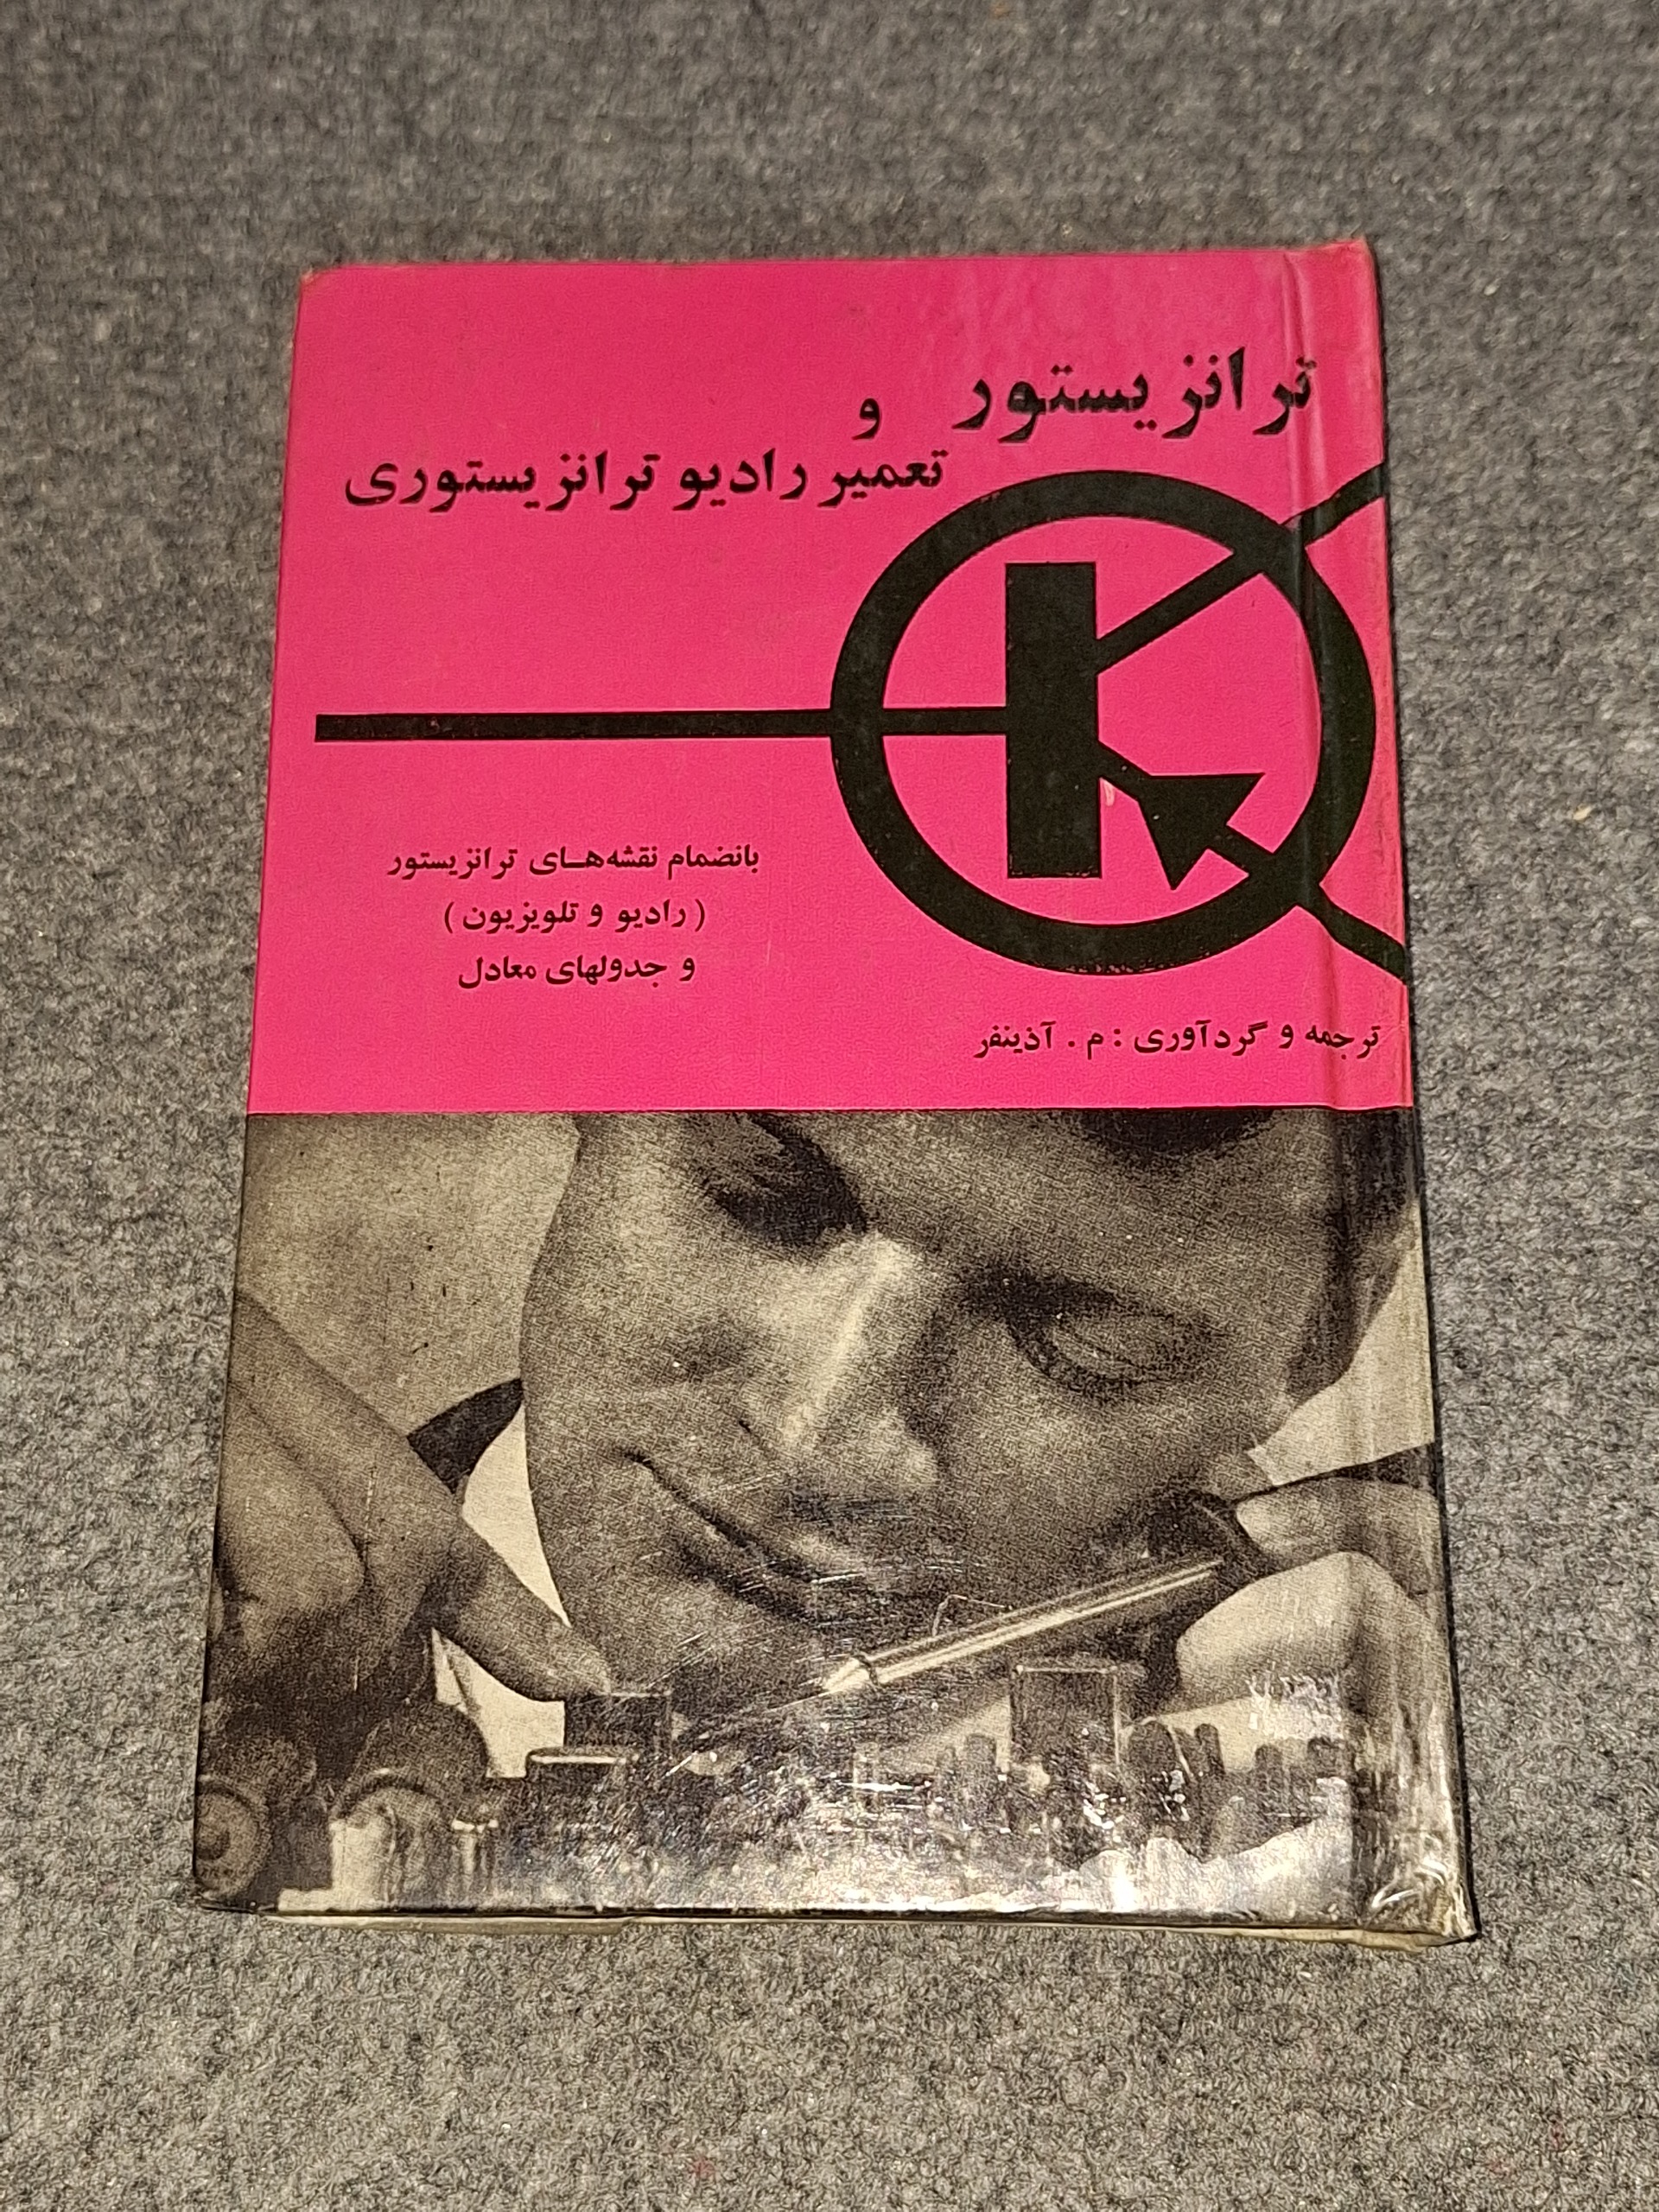 ترانزیستور و
تعمیر رادیو ترانزیستوری
بانضمام نقشه‌های ترانزیستور
(رادیو و تلویزیون)
و جدولهای معادل
ترجمه و گردآوری : م . آذینفر